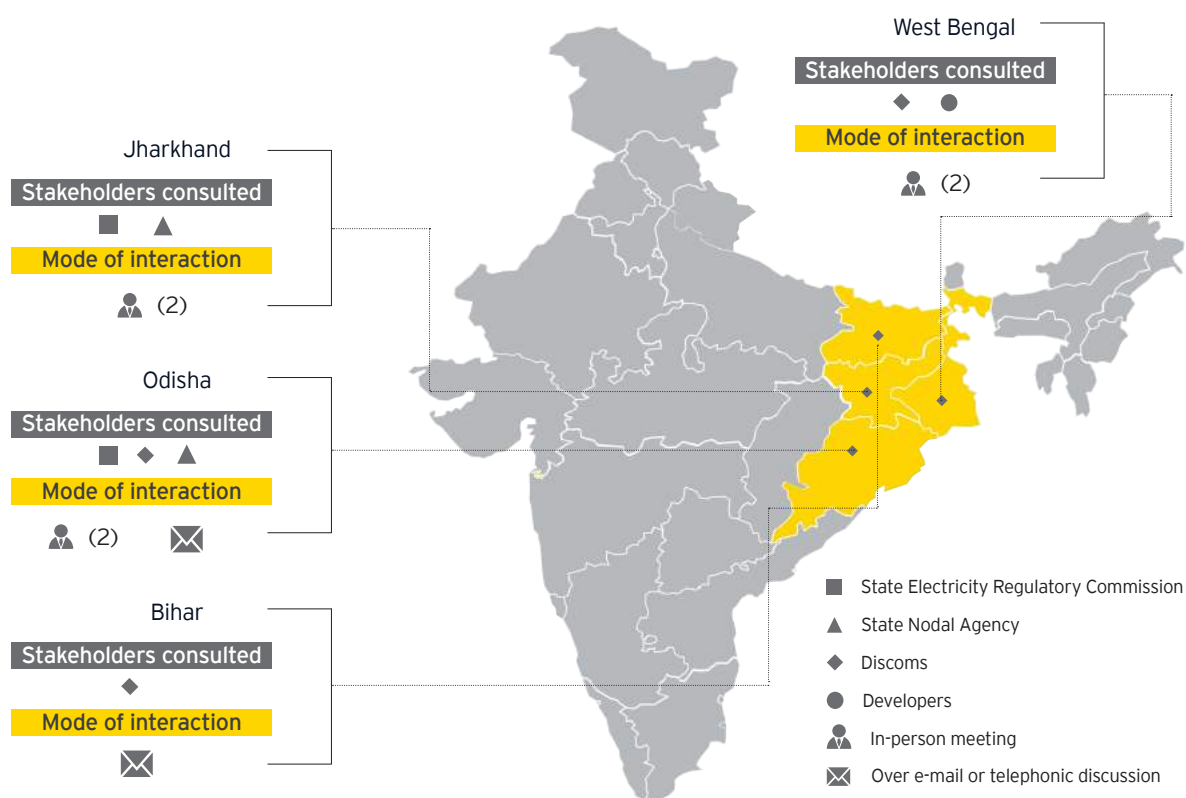 West Bengal
Stakeholders consulted
Mode of interaction
(2)
Jharkhand
Stakeholders consulted
Mode of interaction
(2)
Odisha
Stakeholders consulted
Mode of interaction
(2)
Bihar
Stakeholders consulted
Mode of interaction
State Electricity Regulatory Commission
State Nodal Agency
Discoms
Developers
In-person meeting
Over e-mail or telephonic discussion